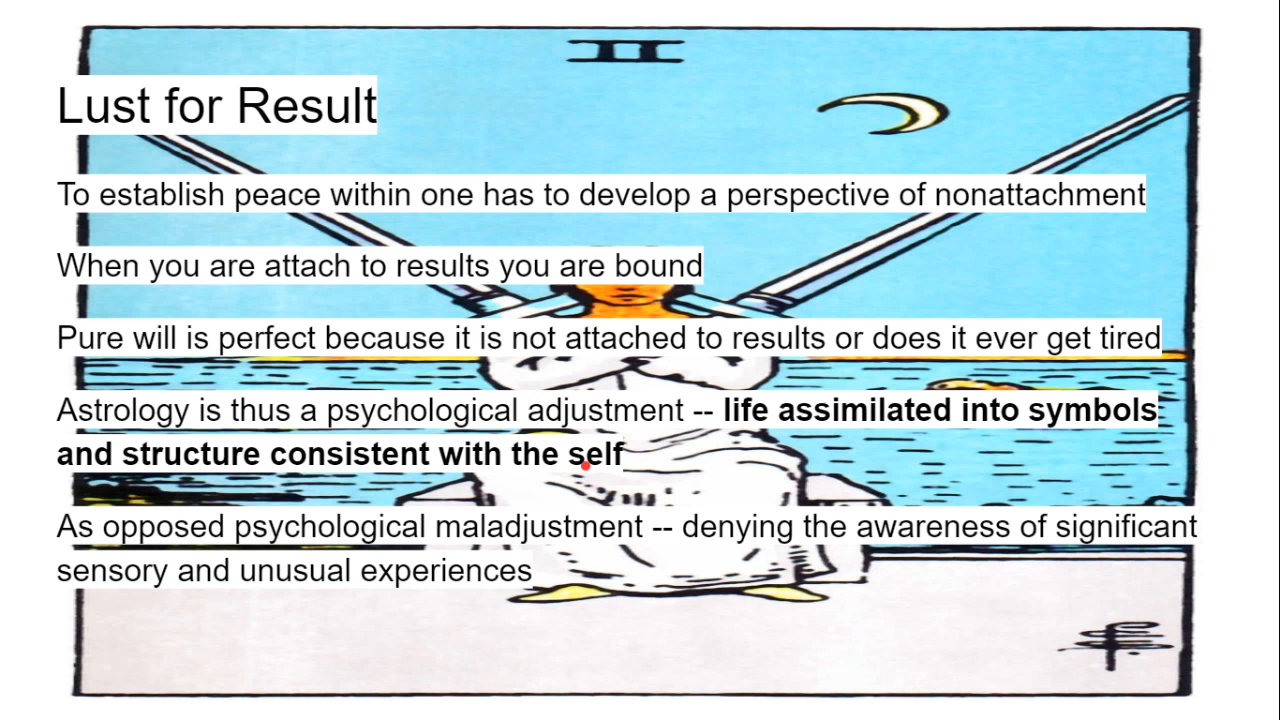 II
Lust for Result
To establish peace within one has to develop a perspective of nonattachment
When you are attach to results you are bound
Pure will is perfect because it is not attached to results or does it ever get tired
Astrology is thus a psychological adjustment -- life assimilated into symbols
and structure consistent with the self
As opposed psychological maladjustment -- denying the awareness of significant
sensory and unusual experiences